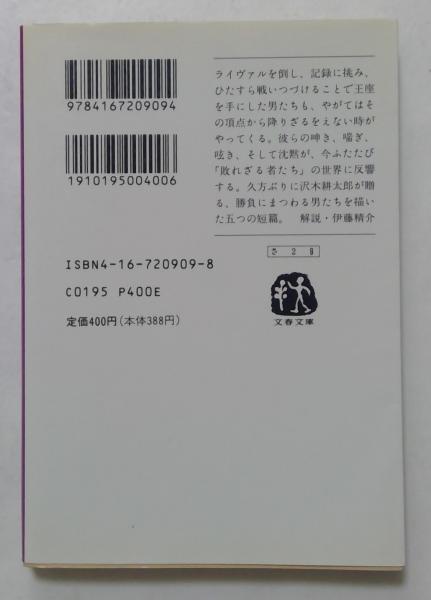 9784167209094
1910195004006
ISBN4-16-720909-8
C0195 P400E
定価400円(本体388円)
ライヴァルを倒し、記録に挑み、
ひたすら戦いつづけることで王座
を手にした男たちも、やがてはそ
の頂点から降りざるをえない時が
やってくる。彼らの呻き、喘ぎ、
呟き、そして沈黙が、今ふたたび
「敗れざる者たち」の世界に反響
する。久方ぶりに沢木耕太郎が贈
る、勝負にまつわる男たちを描い
た五つの短篇。 解説・伊藤精介
さ 2 9
文春文庫